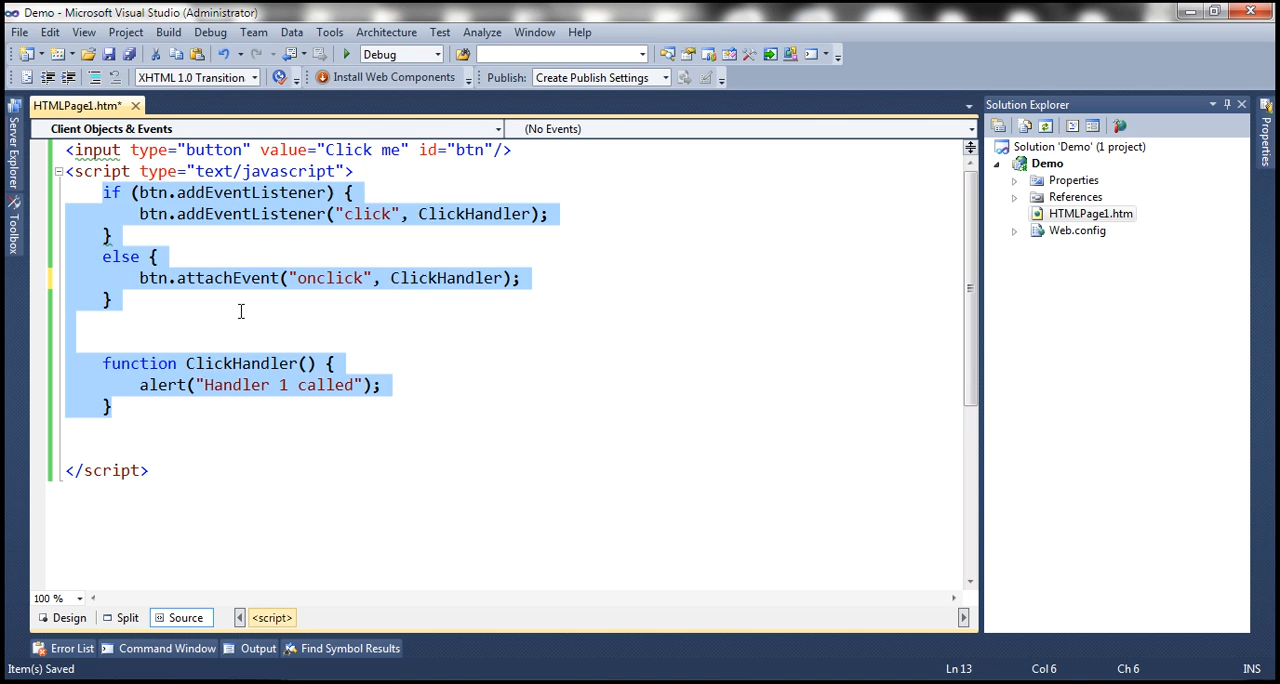 Demo - Microsoft Visual Studio (Administrator)
File Edit View Project Build Debug Team Data Tools Architecture Test Analyze Window Help
Debug
XHTML 1.0 Transition Install Web Components Publish: Create Publish Settings
Server Explorer
Toolbox
HTMLPage1.htm*
Client Objects & Events (No Events)
<input type="button" value="Click me" id="btn"/>
<script type="text/javascript">
if (btn.addEventListener) {
btn.addEventListener("click", ClickHandler);
}
else {
btn.attachEvent("onclick", ClickHandler);
}
function ClickHandler() {
alert("Handler 1 called");
}
</script>
100 %
Design Split Source <script>
Solution Explorer
Solution 'Demo' (1 project)
Demo
Properties
References
HTMLPage1.htm
Web.config
Properties
Error List Command Window Output Find Symbol Results
Item(s) Saved Ln 13 Col 6 Ch 6 INS